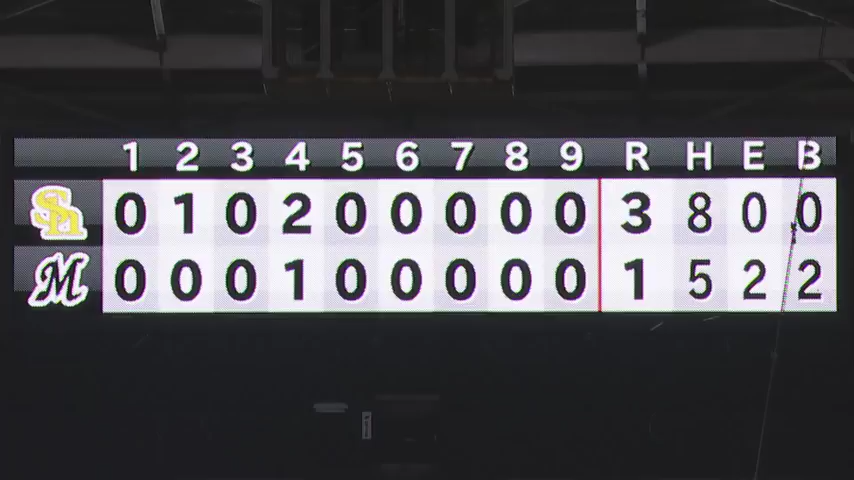 1 2 3 4 5 6 7 8 9 R H E B
Sh 0 1 0 2 0 0 0 0 0 3 8 0 0
M 0 0 0 1 0 0 0 0 0 1 5 2 2